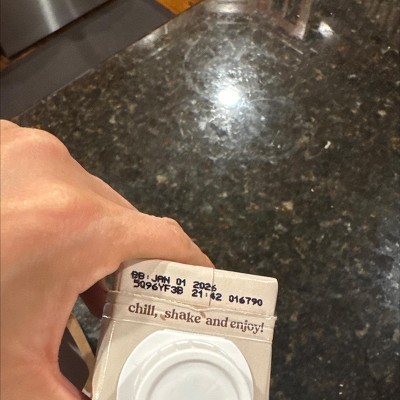 BB: JAN 01 2026
5096YF3B 21:42 016790
chill, shake and enjoy!